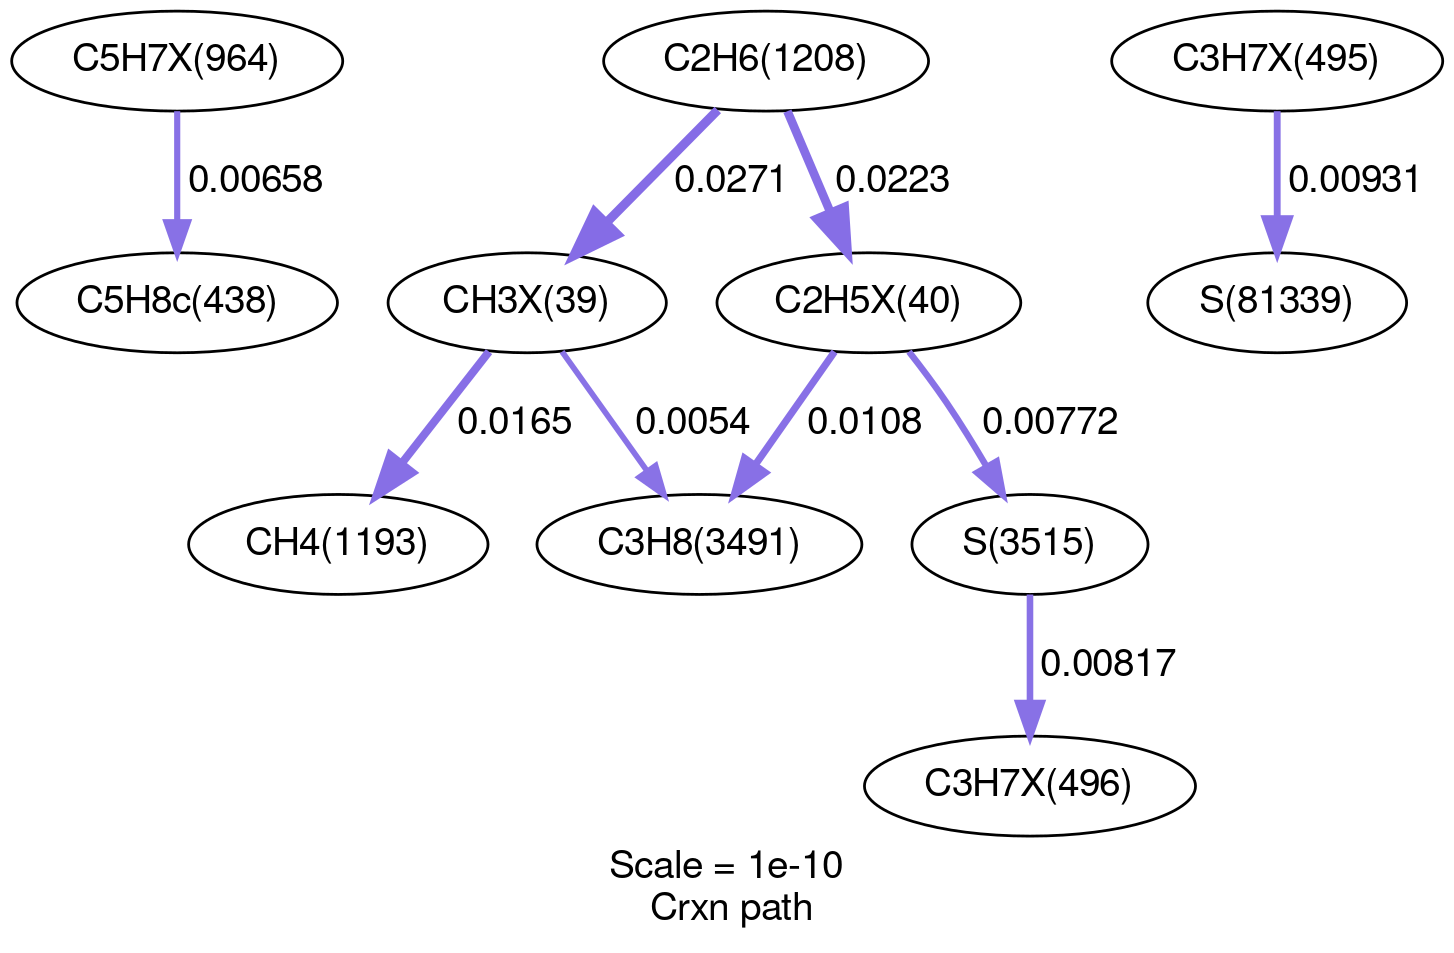 C5H7X(964)
C2H6(1208)
C3H7X(495)
0.00658
0.0271
0.0223
0.00931
C5H8c(438)
CH3X(39)
C2H5X(40)
S(81339)
0.0165
0.0054
0.0108
0.00772
CH4(1193)
C3H8(3491)
S(3515)
0.00817
C3H7X(496)
Scale = 1e-10
Crxn path